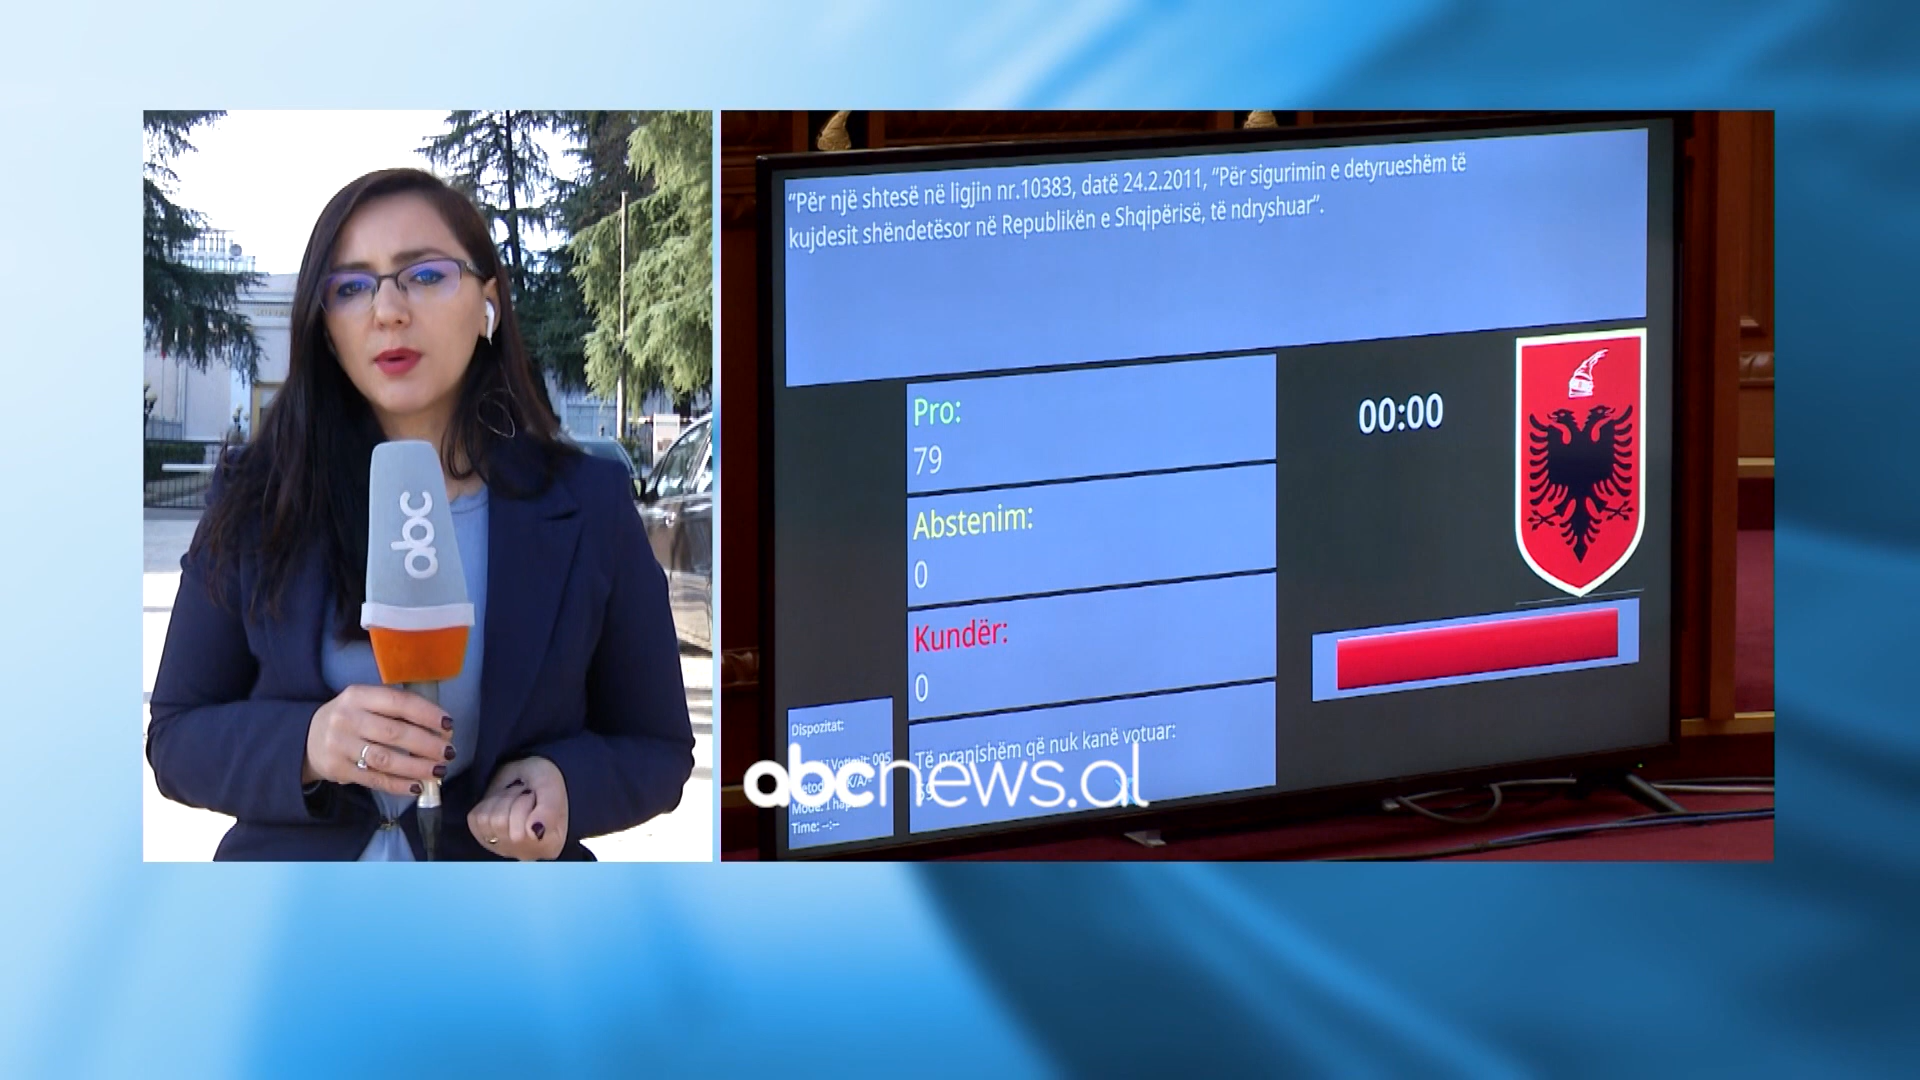 abc
"Për një shtesë në ligjin nr.10383, datë 24.2.2011, "Për sigurimin e detyrueshëm të
kujdesit shëndetësor në Republikën e Shqipërisë, të ndryshuar".
Pro:
79
00:00
Abstenim:
0
Kundër:
0
Të pranishëm që nuk kanë votuar:
Dispozitat:
005
Time: --:--
abcnews.al